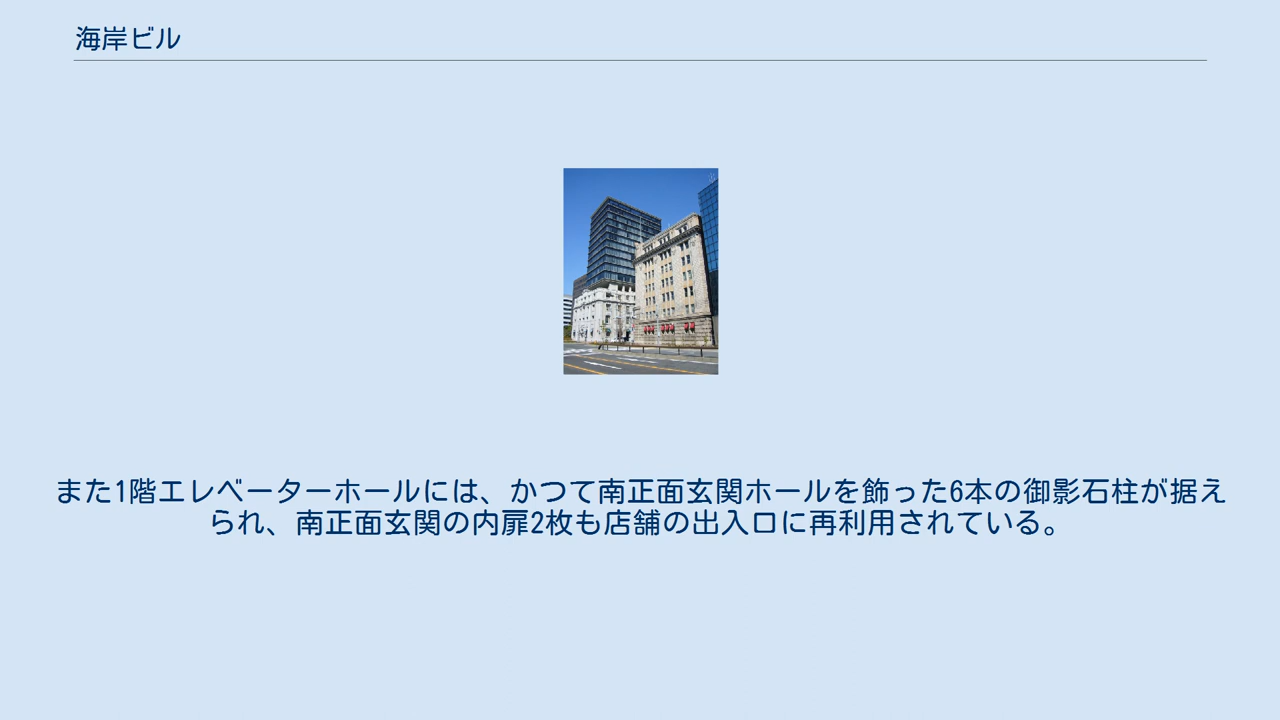 海岸ビル
また1階エレベーターホールには、かつて南正面玄関ホールを飾った6本の御影石柱が据え
られ、南正面玄関の内扉2枚も店舗の出入口に再利用されている。